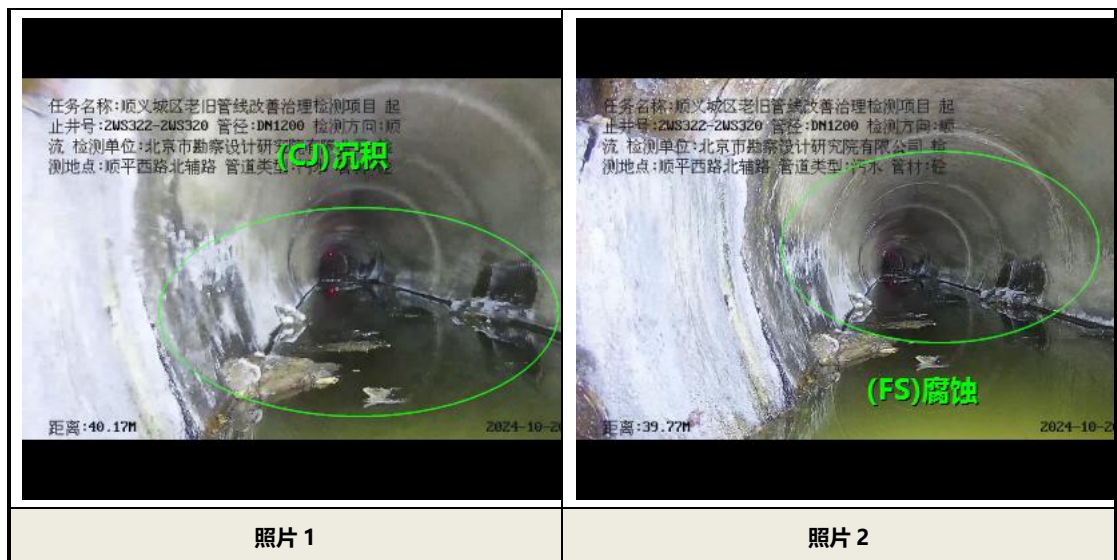 任务名称:顺义城区老旧管线改善治理检测项目 起
止井号:2WS322-2WS320 管径:DN1200 检测方向:顺
流 检测单位:北京市勘察设计研究院有限公司 检
测地点:顺平西路北辅路 管道类型
(CJ)沉积
距离:40.17M
2024-10-2
照片 1
任务名称:顺义城区老旧管线改善治理检测项目 起
止井号:2WS322-2WS320 管径:DN1200 检测方向:顺
流 检测单位:北京市勘察设计研究院有限公司 检
测地点:顺平西路北辅路 管道类型:污水 管材:砼
(FS)腐蚀
距离:39.77M
2024-10-2
照片 2